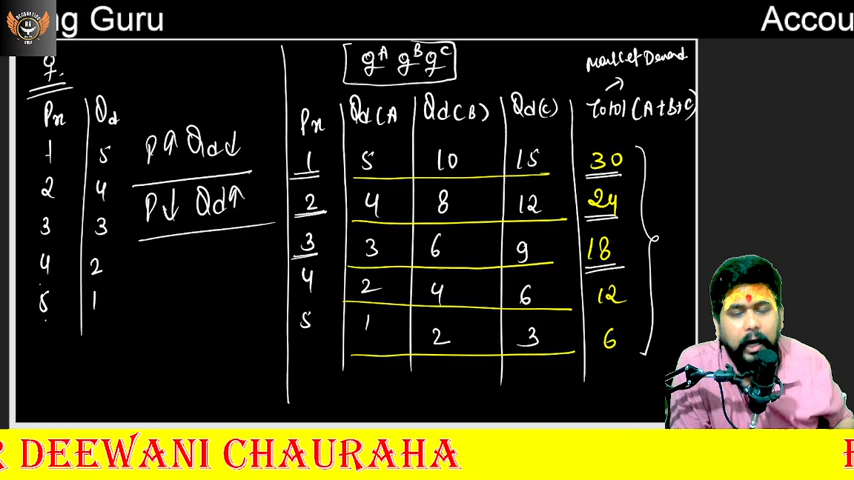 ng Guru
Accou
ACCOUNTING
Px Qd
1 5
2 4
3 3
4 2
5 1
P↑ Qd↓
P↓ Qd↑
g^A g^B g^C
Market Demand
Px Qd(A Qd(B) Qd(C) Total (A+B+C)
1 5 10 15 30
2 4 8 12 24
3 3 6 9 18
4 2 4 6 12
5 1 2 3 6
R DEEWANI CHAURAHA